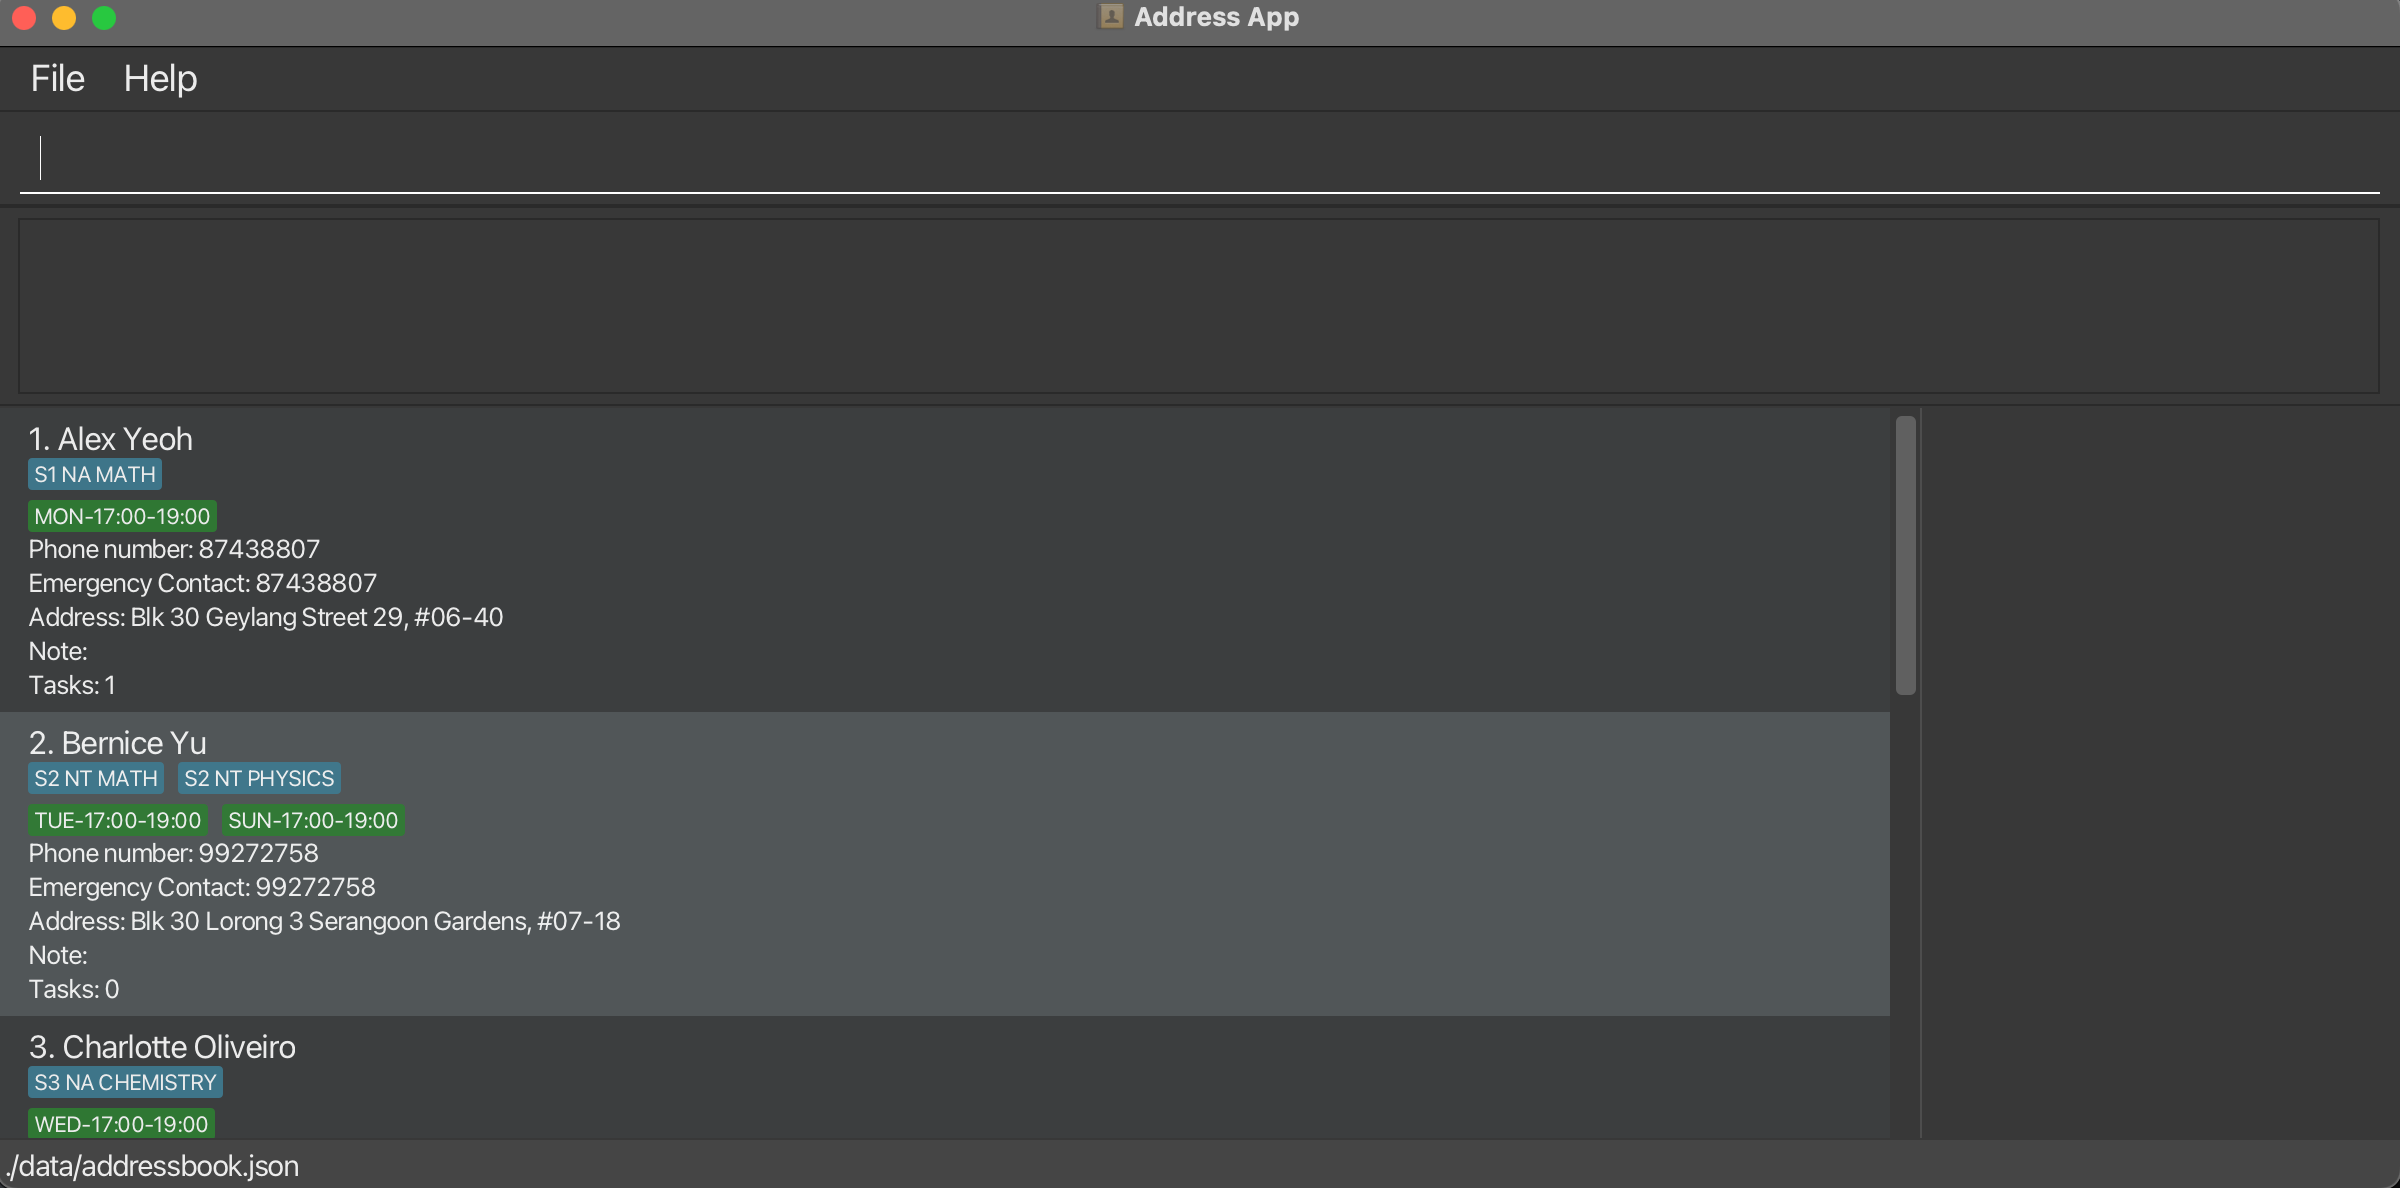 Address App
File Help
1. Alex Yeoh
S1 NA MATH
MON-17:00-19:00
Phone number: 87438807
Emergency Contact: 87438807
Address: Blk 30 Geylang Street 29, #06-40
Note:
Tasks: 1
2. Bernice Yu
S2 NT MATH S2 NT PHYSICS
TUE-17:00-19:00 SUN-17:00-19:00
Phone number: 99272758
Emergency Contact: 99272758
Address: Blk 30 Lorong 3 Serangoon Gardens, #07-18
Note:
Tasks: 0
3. Charlotte Oliveiro
S3 NA CHEMISTRY
WED-17:00-19:00
./data/addressbook.json